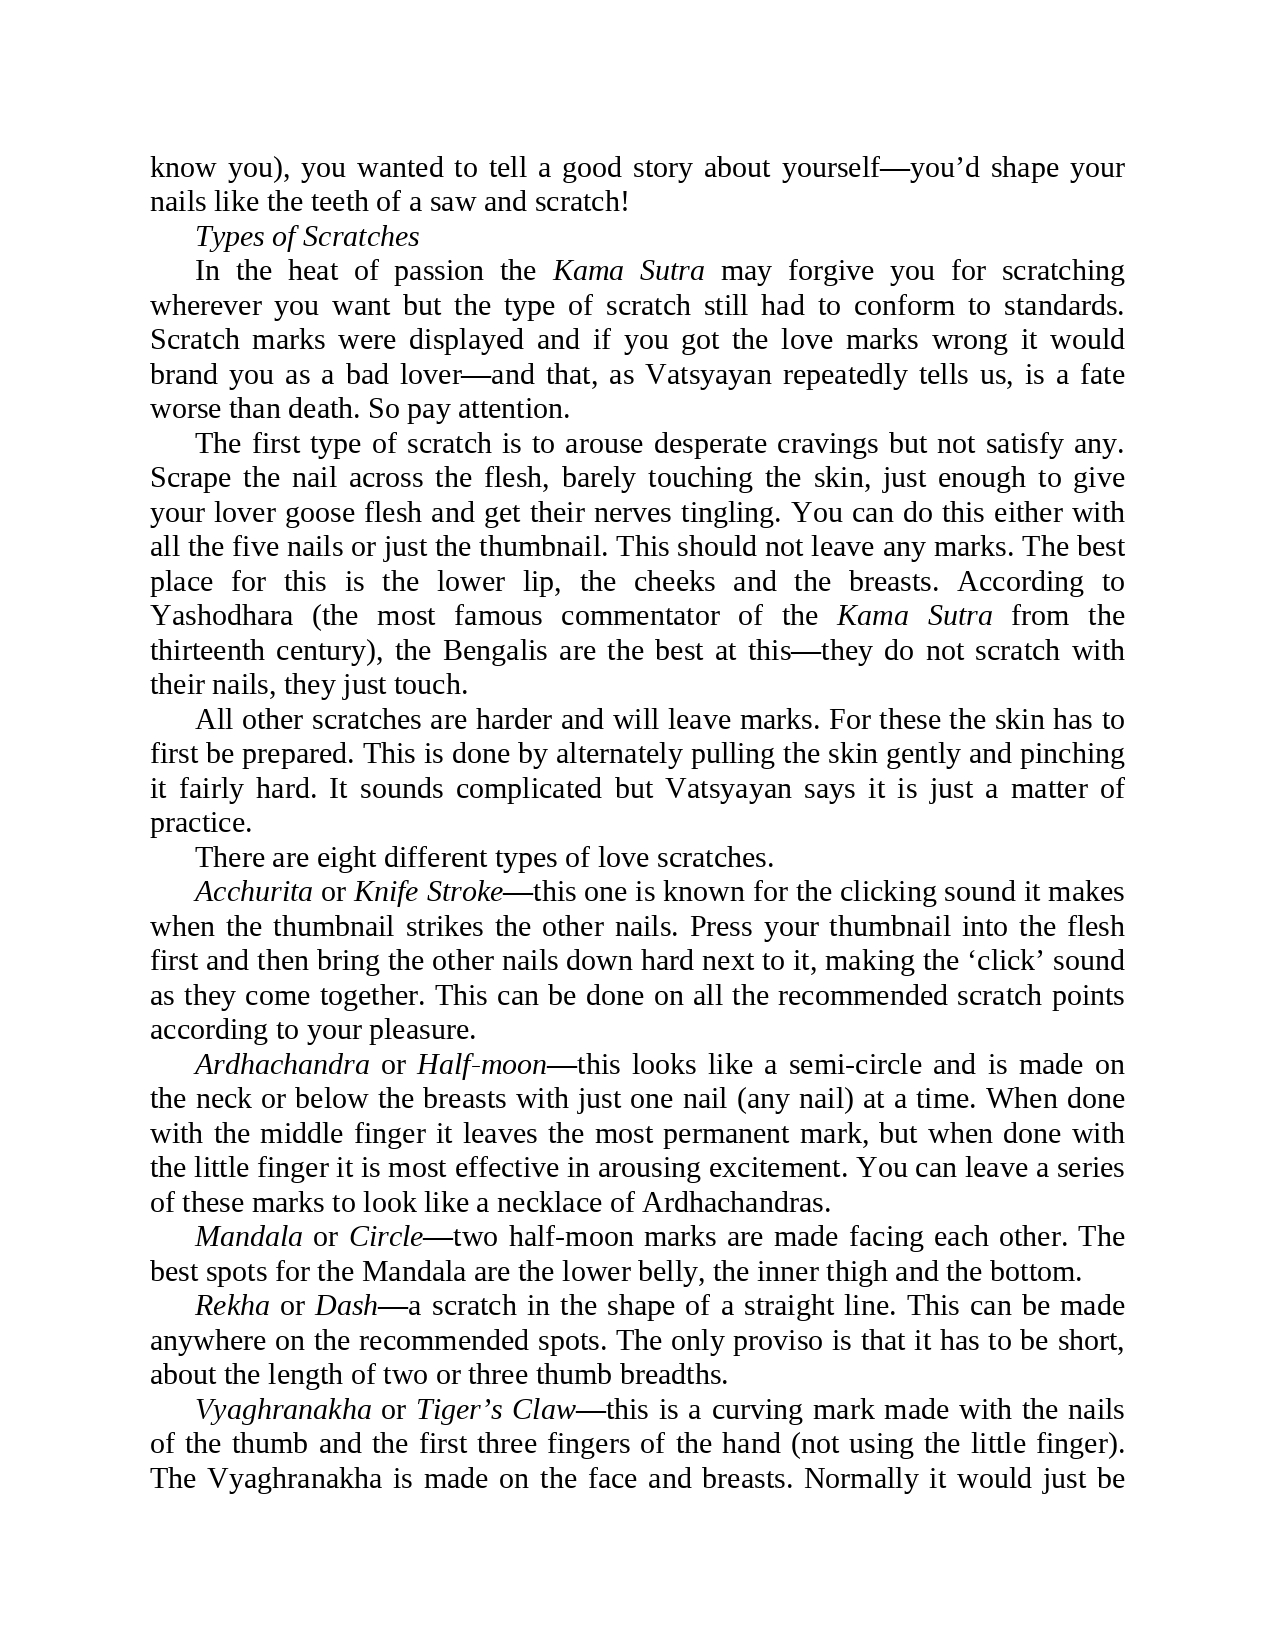 know you), you wanted to tell a good story about yourself—you’d shape your
nails like the teeth of a saw and scratch!
Types of Scratches
In the heat of passion the Kama Sutra may forgive you for scratching
wherever you want but the type of scratch still had to conform to standards.
Scratch marks were displayed and if you got the love marks wrong it would
brand you as a bad lover—and that, as Vatsyayan repeatedly tells us, is a fate
worse than death. So pay attention.
The first type of scratch is to arouse desperate cravings but not satisfy any.
Scrape the nail across the flesh, barely touching the skin, just enough to give
your lover goose flesh and get their nerves tingling. You can do this either with
all the five nails or just the thumbnail. This should not leave any marks. The best
place for this is the lower lip, the cheeks and the breasts. According to
Yashodhara (the most famous commentator of the Kama Sutra from the
thirteenth century), the Bengalis are the best at this—they do not scratch with
their nails, they just touch.
All other scratches are harder and will leave marks. For these the skin has to
first be prepared. This is done by alternately pulling the skin gently and pinching
it fairly hard. It sounds complicated but Vatsyayan says it is just a matter of
practice.
There are eight different types of love scratches.
Acchurita or Knife Stroke—this one is known for the clicking sound it makes
when the thumbnail strikes the other nails. Press your thumbnail into the flesh
first and then bring the other nails down hard next to it, making the ‘click’ sound
as they come together. This can be done on all the recommended scratch points
according to your pleasure.
Ardhachandra or Half-moon—this looks like a semi-circle and is made on
the neck or below the breasts with just one nail (any nail) at a time. When done
with the middle finger it leaves the most permanent mark, but when done with
the little finger it is most effective in arousing excitement. You can leave a series
of these marks to look like a necklace of Ardhachandras.
Mandala or Circle—two half-moon marks are made facing each other. The
best spots for the Mandala are the lower belly, the inner thigh and the bottom.
Rekha or Dash—a scratch in the shape of a straight line. This can be made
anywhere on the recommended spots. The only proviso is that it has to be short,
about the length of two or three thumb breadths.
Vyaghranakha or Tiger’s Claw—this is a curving mark made with the nails
of the thumb and the first three fingers of the hand (not using the little finger).
The Vyaghranakha is made on the face and breasts. Normally it would just be